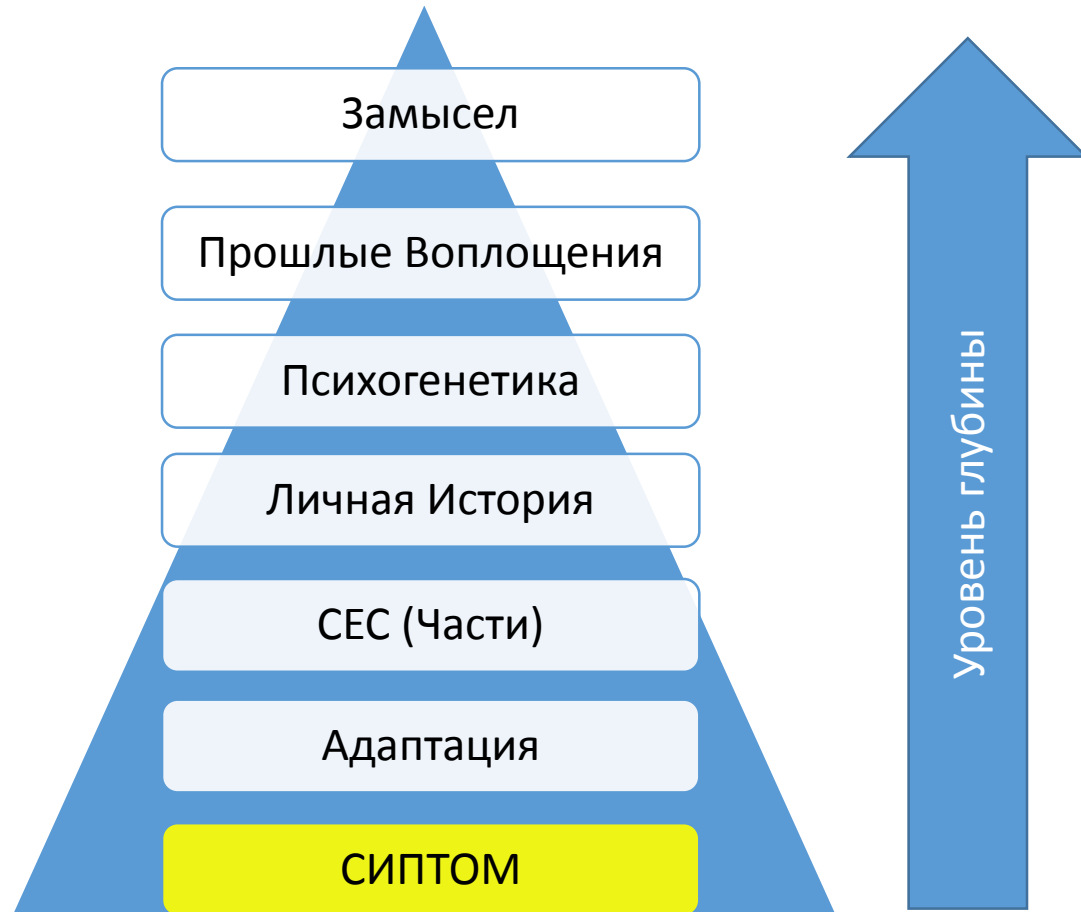 Замысел
Прошлые Воплощения
Психогенетика
Личная История
СЕС (Части)
Адаптация
СИПТОМ
Уровень глубины